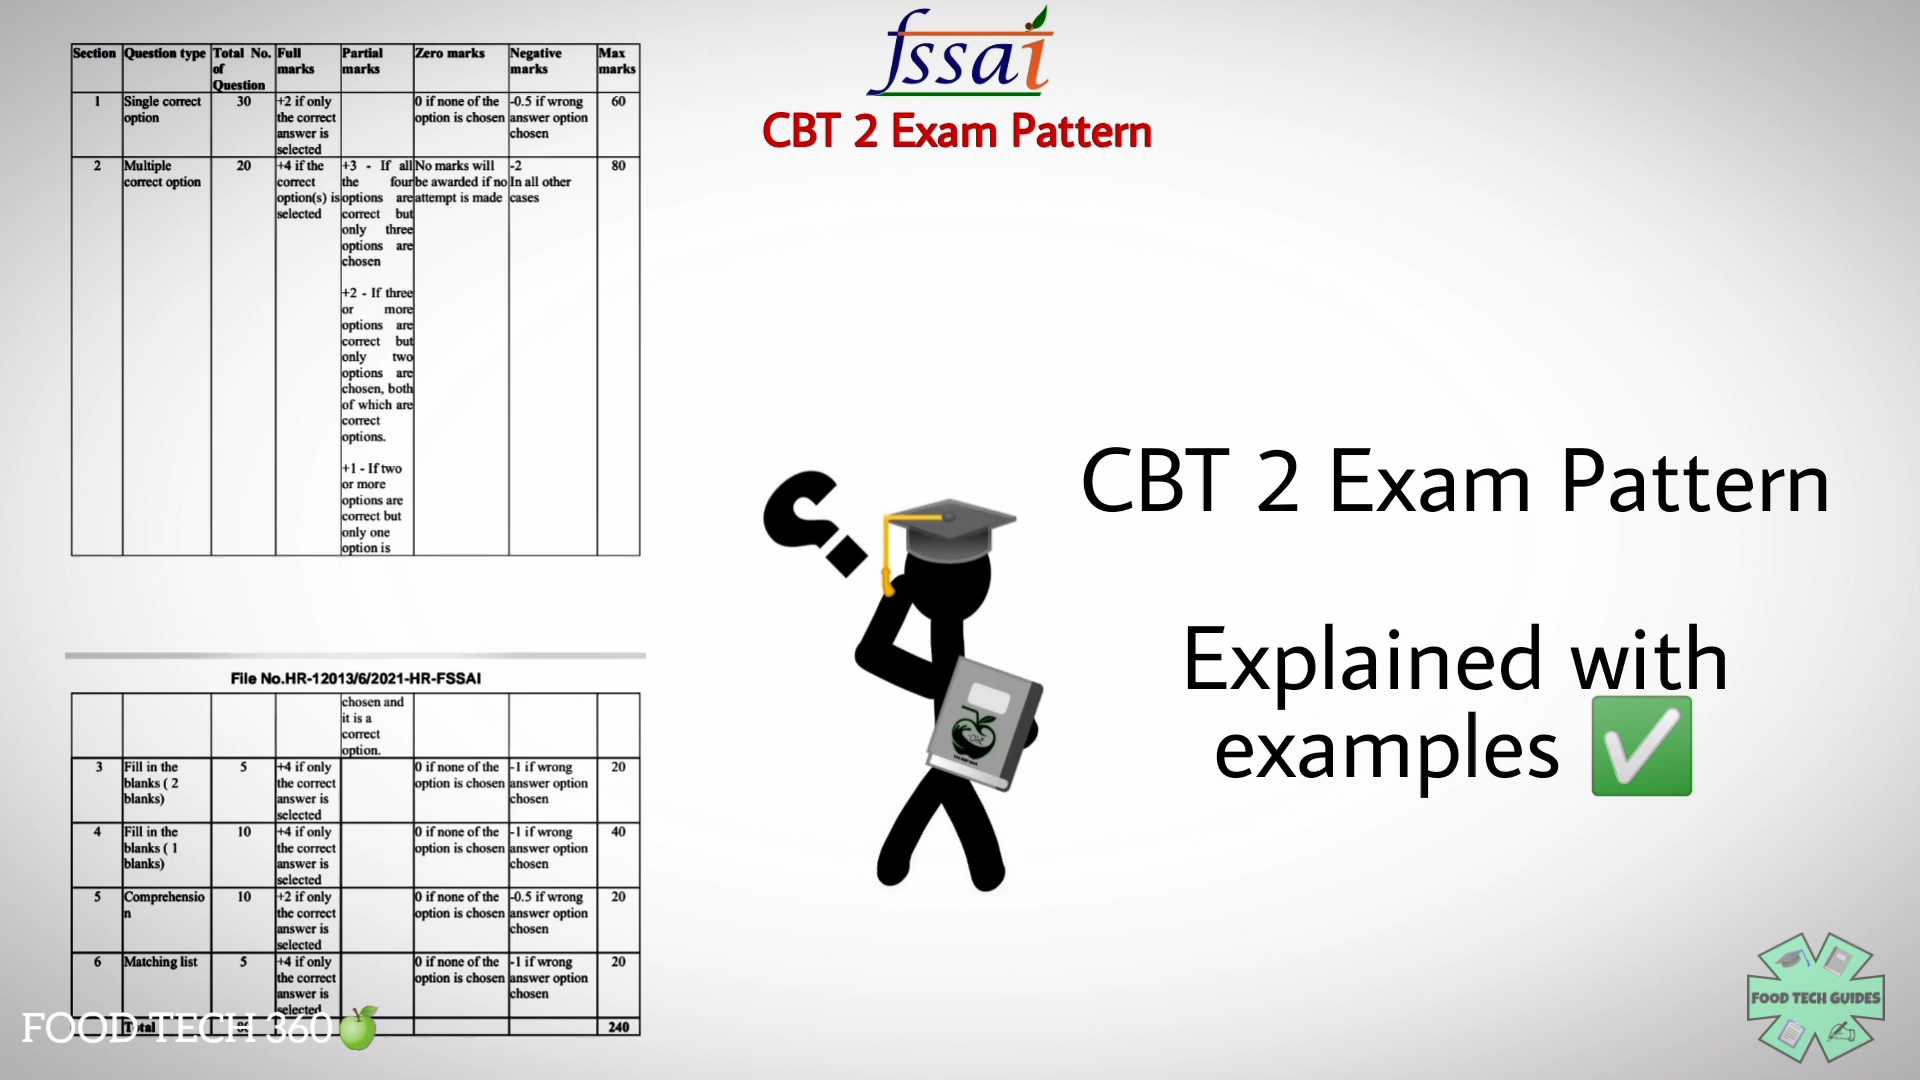 fssai
CBT 2 Exam Pattern
Section Question type Total No. of Question Full marks Partial marks Zero marks Negative marks Max marks
1 Single correct option 30 +2 if only the correct answer is selected 0 if none of the option is chosen -0.5 if wrong answer option chosen 60
2 Multiple correct option 20 +4 if the correct option(s) is selected +3 - If all the four options are correct but only three options are chosen No marks will be awarded if no attempt is made -2 In all other cases 80
+2 - If three or more options are correct but only two options are chosen, both of which are correct options.
+1 - If two or more options are correct but only one option is
File No.HR-12013/6/2021-HR-FSSAI
chosen and it is a correct option.
3 Fill in the blanks ( 2 blanks) 5 +4 if only the correct answer is selected 0 if none of the option is chosen -1 if wrong answer option chosen 20
4 Fill in the blanks ( 1 blanks) 10 +4 if only the correct answer is selected 0 if none of the option is chosen -1 if wrong answer option chosen 40
5 Comprehension 10 +2 if only the correct answer is selected 0 if none of the option is chosen -0.5 if wrong answer option chosen 20
6 Matching list 5 +4 if only the correct answer is selected 0 if none of the option is chosen -1 if wrong answer option chosen 20
Total 80 240
CBT 2 Exam Pattern
Explained with
examples
FOOD TECH 360
FOOD TECH GUIDES